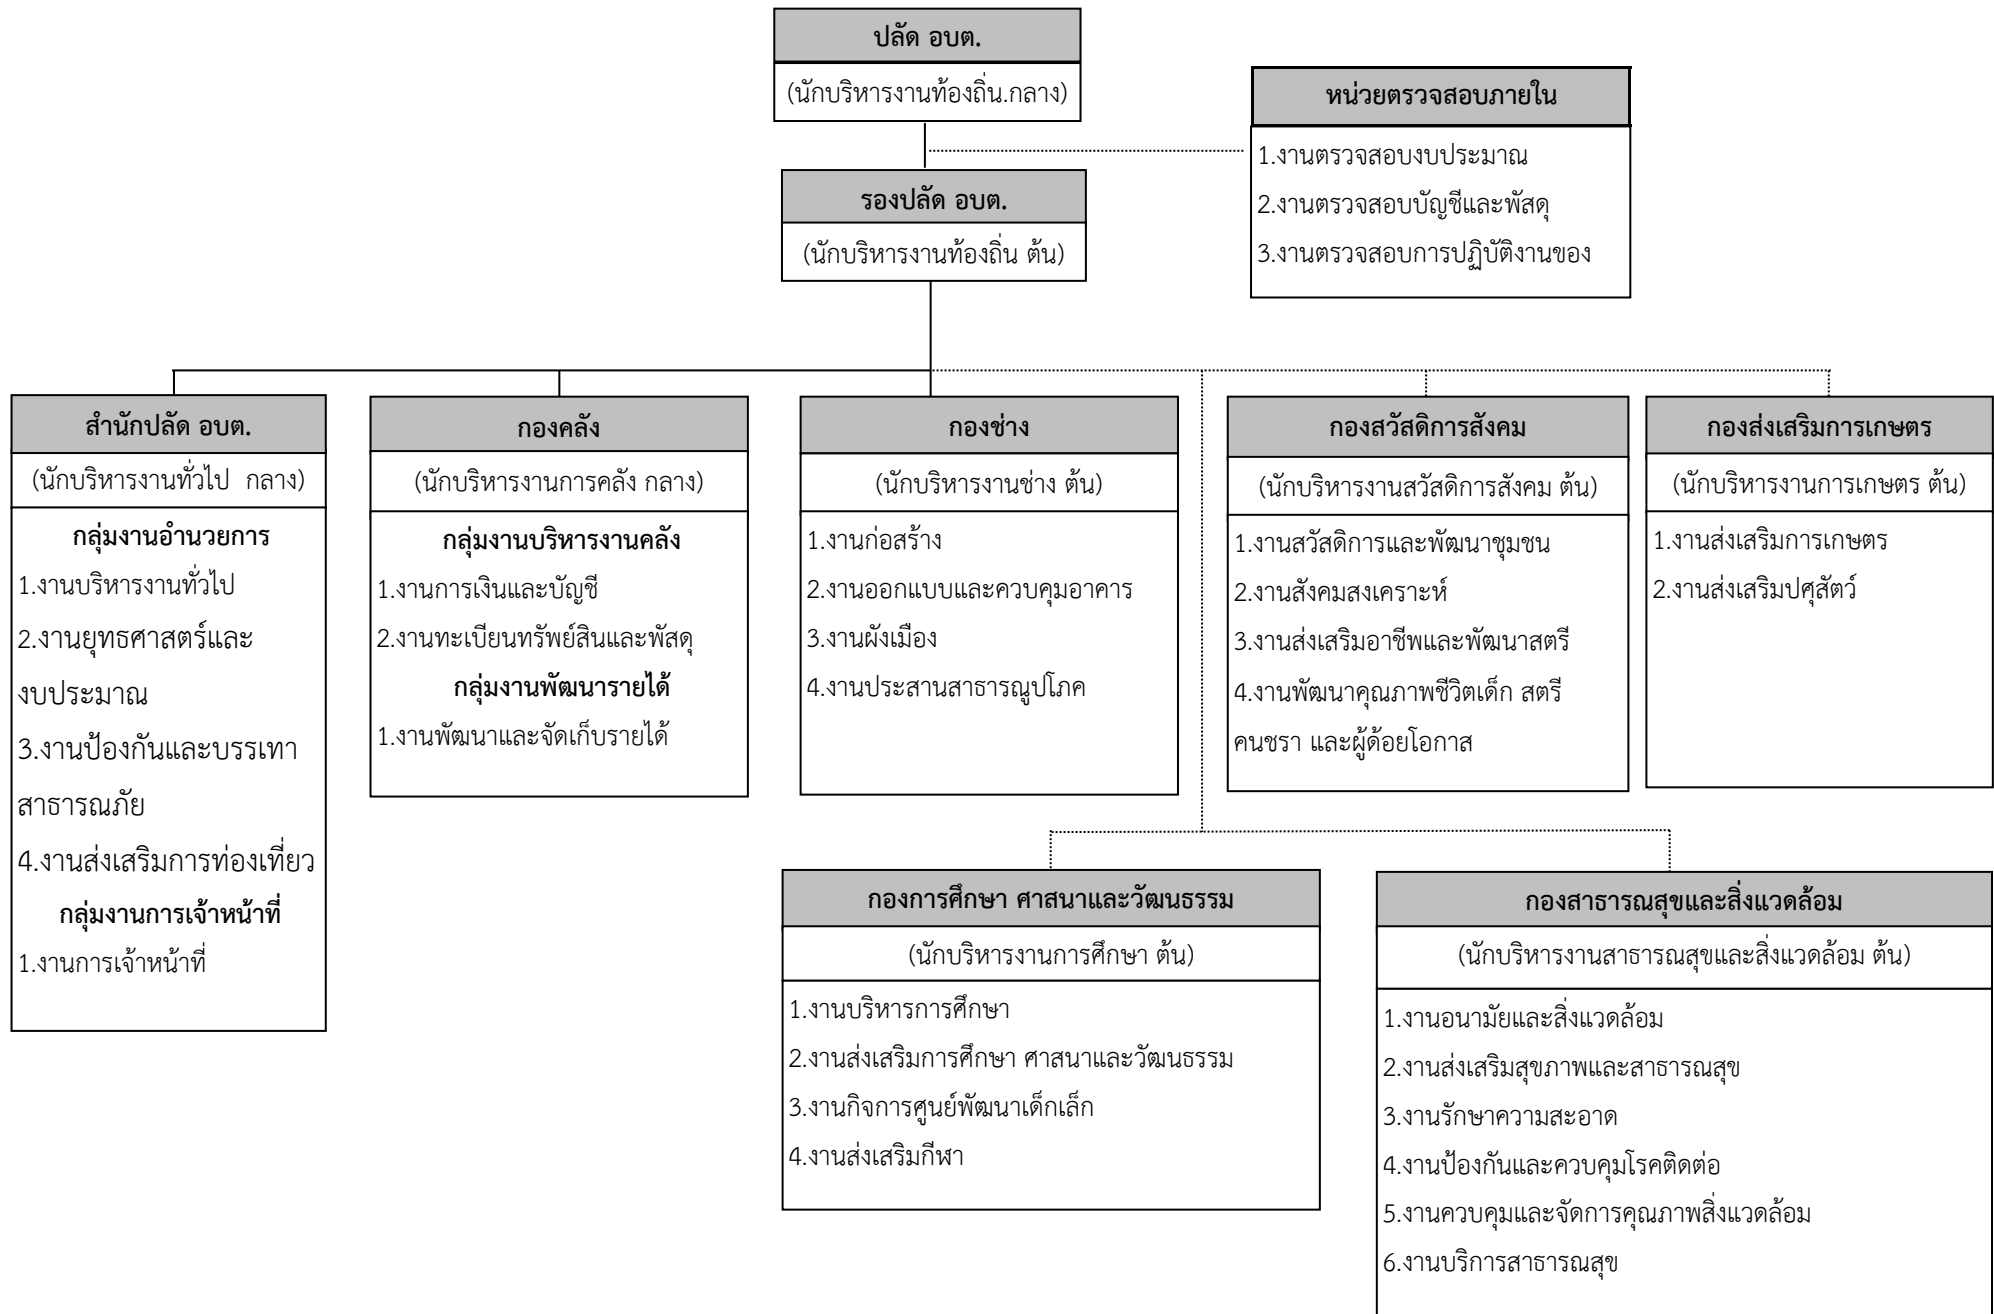 ปลัด อบต.
(นักบริหารงานท้องถิ่น.กลาง)
หน่วยตรวจสอบภายใน
1.งานตรวจสอบงบประมาณ
2.งานตรวจสอบบัญชีและพัสดุ
3.งานตรวจสอบการปฏิบัติงานของ
รองปลัด อบต.
(นักบริหารงานท้องถิ่น ต้น)
สำนักปลัด อบต.
(นักบริหารงานทั่วไป กลาง)
กลุ่มงานอำนวยการ
1.งานบริหารงานทั่วไป
2.งานยุทธศาสตร์และ
งบประมาณ
3.งานป้องกันและบรรเทา
สาธารณภัย
4.งานส่งเสริมการท่องเที่ยว
กลุ่มงานการเจ้าหน้าที่
1.งานการเจ้าหน้าที่
กองคลัง
(นักบริหารงานการคลัง กลาง)
กลุ่มงานบริหารงานคลัง
1.งานการเงินและบัญชี
2.งานทะเบียนทรัพย์สินและพัสดุ
กลุ่มงานพัฒนารายได้
1.งานพัฒนาและจัดเก็บรายได้
กองช่าง
(นักบริหารงานช่าง ต้น)
1.งานก่อสร้าง
2.งานออกแบบและควบคุมอาคาร
3.งานผังเมือง
4.งานประสานสาธารณูปโภค
กองสวัสดิการสังคม
(นักบริหารงานสวัสดิการสังคม ต้น)
1.งานสวัสดิการและพัฒนาชุมชน
2.งานสังคมสงเคราะห์
3.งานส่งเสริมอาชีพและพัฒนาสตรี
4.งานพัฒนาคุณภาพชีวิตเด็ก สตรี
คนชรา และผู้ด้อยโอกาส
กองส่งเสริมการเกษตร
(นักบริหารงานการเกษตร ต้น)
1.งานส่งเสริมการเกษตร
2.งานส่งเสริมปศุสัตว์
กองการศึกษา ศาสนาและวัฒนธรรม
(นักบริหารงานการศึกษา ต้น)
1.งานบริหารการศึกษา
2.งานส่งเสริมการศึกษา ศาสนาและวัฒนธรรม
3.งานกิจการศูนย์พัฒนาเด็กเล็ก
4.งานส่งเสริมกีฬา
กองสาธารณสุขและสิ่งแวดล้อม
(นักบริหารงานสาธารณสุขและสิ่งแวดล้อม ต้น)
1.งานอนามัยและสิ่งแวดล้อม
2.งานส่งเสริมสุขภาพและสาธารณสุข
3.งานรักษาความสะอาด
4.งานป้องกันและควบคุมโรคติดต่อ
5.งานควบคุมและจัดการคุณภาพสิ่งแวดล้อม
6.งานบริการสาธารณสุข